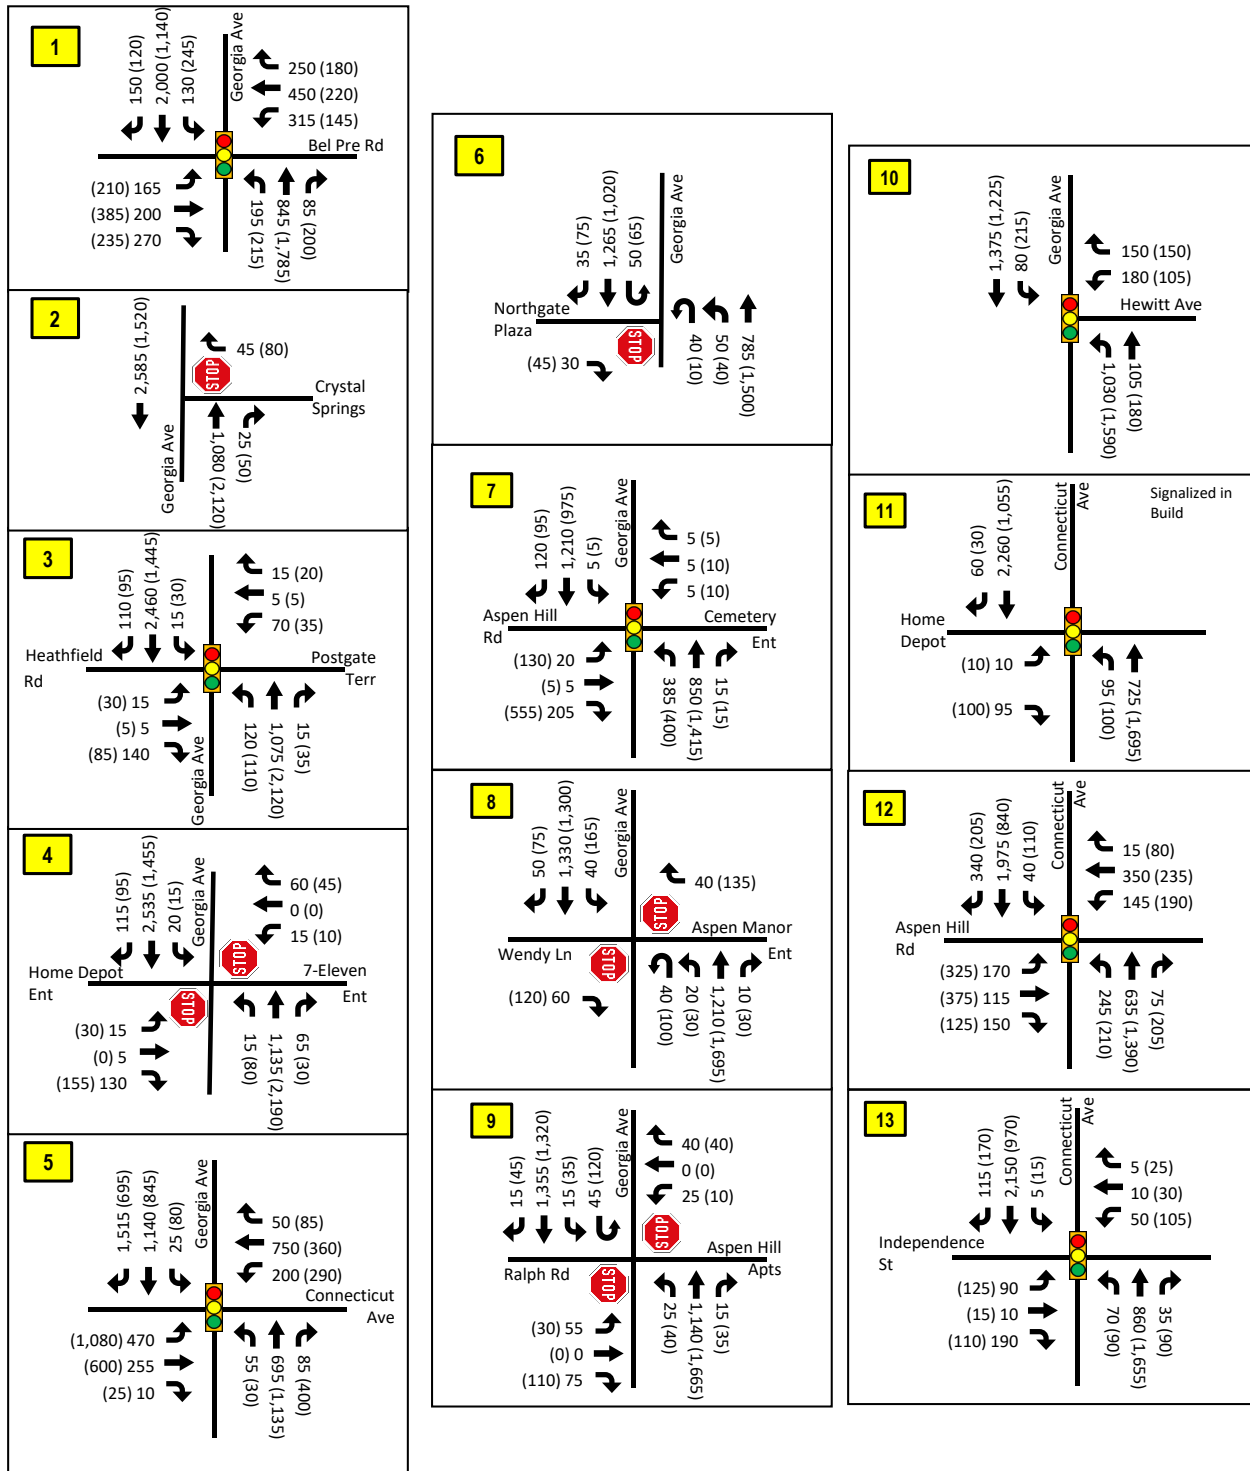 1
150 (120)
2,000 (1,140)
130 (245)
Georgia Ave
250 (180)
450 (220)
315 (145)
Bel Pre Rd
(210) 165
(385) 200
(235) 270
195 (215)
845 (1,785)
85 (200)
2
2,585 (1,520)
45 (80)
STOP
Crystal
Springs
Georgia Ave
1,080 (2,120)
25 (50)
3
110 (95)
2,460 (1,445)
15 (30)
15 (20)
5 (5)
70 (35)
Heathfield
Rd
Postgate
Terr
(30) 15
(5) 5
(85) 140
Georgia Ave
120 (110)
1,075 (2,120)
15 (35)
4
115 (95)
2,535 (1,455)
20 (15)
Georgia Ave
60 (45)
0 (0)
15 (10)
STOP
Home Depot
Ent
7-Eleven
Ent
STOP
(30) 15
(0) 5
(155) 130
15 (80)
1,135 (2,190)
65 (30)
5
1,515 (695)
1,140 (845)
25 (80)
Georgia Ave
50 (85)
750 (360)
200 (290)
Connecticut
Ave
(1,080) 470
(600) 255
(25) 10
55 (30)
695 (1,135)
85 (400)
6
35 (75)
1,265 (1,020)
50 (65)
Georgia Ave
Northgate
Plaza
STOP
(45) 30
40 (10)
50 (40)
785 (1,500)
7
120 (95)
1,210 (975)
5 (5)
Georgia Ave
5 (5)
5 (10)
5 (10)
Aspen Hill
Rd
Cemetery
Ent
(130) 20
(5) 5
(555) 205
385 (400)
850 (1,415)
15 (15)
8
50 (75)
1,330 (1,300)
40 (165)
Georgia Ave
40 (135)
STOP
Wendy Ln
Aspen Manor
Ent
STOP
(120) 60
40 (100)
20 (30)
1,210 (1,695)
10 (30)
9
15 (45)
1,355 (1,320)
15 (35)
45 (120)
Georgia Ave
40 (40)
0 (0)
25 (10)
STOP
Ralph Rd
Aspen Hill
Apts
STOP
(30) 55
(0) 0
(110) 75
25 (40)
1,140 (1,665)
15 (35)
10
1,375 (1,225)
80 (215)
Georgia Ave
150 (150)
180 (105)
Hewitt Ave
1,030 (1,590)
105 (180)
11
60 (30)
2,260 (1,055)
Connecticut
Ave
Signalized in
Build
Home
Depot
(10) 10
(100) 95
95 (100)
725 (1,695)
12
340 (205)
1,975 (840)
40 (110)
Connecticut
Ave
15 (80)
350 (235)
145 (190)
Aspen Hill
Rd
(325) 170
(375) 115
(125) 150
245 (210)
635 (1,390)
75 (205)
13
115 (170)
2,150 (970)
5 (15)
Connecticut
Ave
5 (25)
10 (30)
50 (105)
Independence
St
(125) 90
(15) 10
(110) 190
70 (90)
860 (1,655)
35 (90)